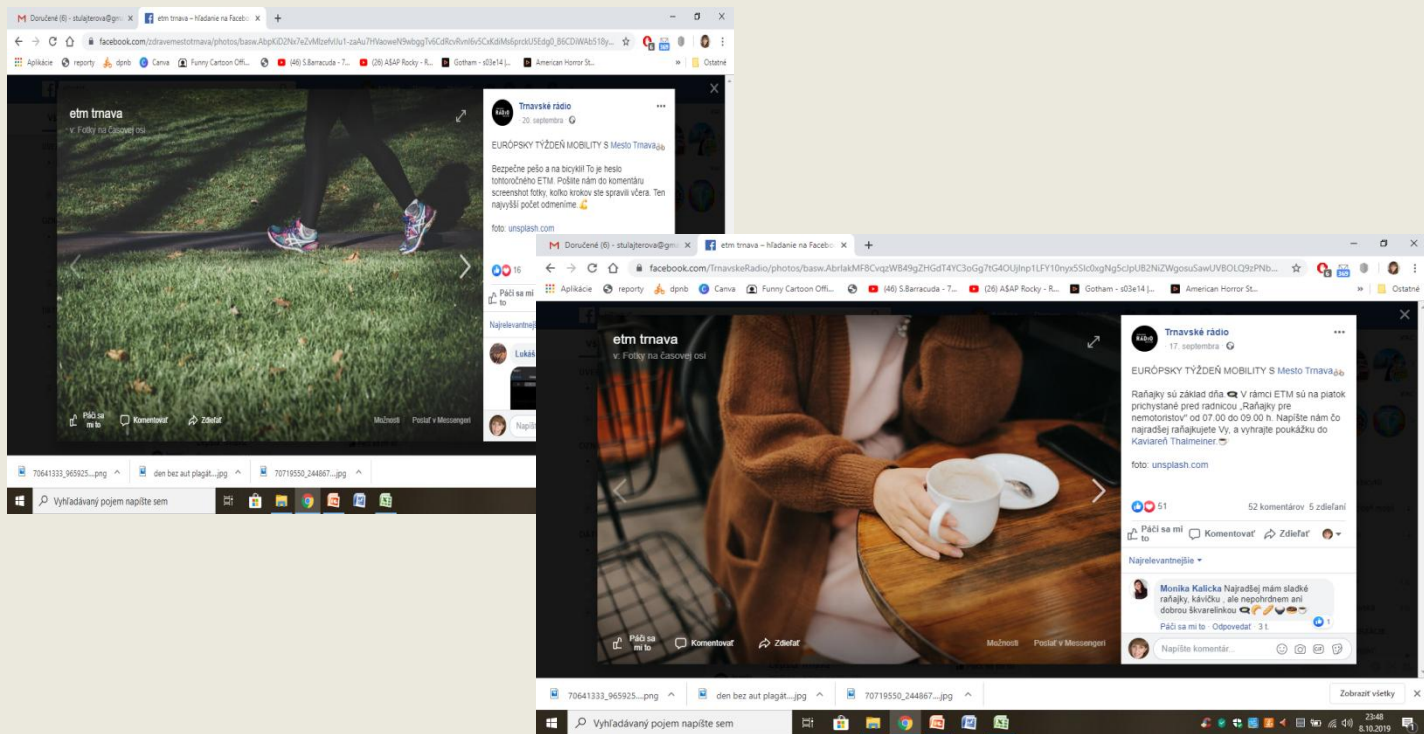 Doručené (6) - stulajterova@gm
etm trnava – hľadanie na Facebo
facebook.com/zdravemestotrnava/photos/
Aplikácie
reporty
dpnb
Canva
Funny Cartoon Offi...
(46) S.Barracuda - 7...
(26) A$AP Rocky - R...
Gotham - s03e14 |...
American Horror St...
»
Ostatné
etm trnava
v: Fotky na časovej osi
Páči sa
mi to
Komentovať
Zdieľať
Možnosti
Poslať v Messengeri
Trnavské rádio
20. septembra
EURÓPSKY TÝŽDEŇ MOBILITY S Mesto Trnava
Bezpečne pešo a na bicykli! To je heslo
tohtoročného ETM. Pošlite nám do komentáru
screenshot fotky, koľko krokov ste spravili včera. Ten
najvyšší počet odmeníme.
foto: unsplash.com
16
Páči sa mi
to
Najrelevantnej
Lukáš
Napíš
70641333_965925....png
den bez aut plagát....jpg
70719550_244867....jpg
Vyhľadávaný pojem napíšte sem
Doručené (6) - stulajterova@gm
etm trnava – hľadanie na Facebo
facebook.com/TrnavskeRadio/photos/
Aplikácie
reporty
dpnb
Canva
Funny Cartoon Offi...
(46) S.Barracuda - 7...
(26) A$AP Rocky - R...
Gotham - s03e14 |...
American Horror St...
»
Ostatné
etm trnava
v: Fotky na časovej osi
Páči sa
mi to
Komentovať
Zdieľať
Možnosti
Poslať v Messengeri
Trnavské rádio
17. septembra
EURÓPSKY TÝŽDEŇ MOBILITY S Mesto Trnava
Raňajky sú základ dňa V rámci ETM sú na piatok
prichystané pred radnicou „Raňajky pre
nemotoristov" od 07.00 do 09.00 h. Napíšte nám čo
najradšej raňajkujete Vy, a vyhrajte poukážku do
Kaviareň Thalmeiner.
foto: unsplash.com
51
52 komentárov 5 zdieľaní
Páči sa mi
to
Komentovať
Zdieľať
Najrelevantnejšie
Monika Kalicka Najradšej mám sladké
raňajky, kávičku , ale nepohrdnem ani
dobrou škvarelinkou
Páči sa mi to · Odpovedať · 3 t.
1
Napíšte komentár...
70641333_965925....png
den bez aut plagát....jpg
70719550_244867....jpg
Zobraziť všetky
Vyhľadávaný pojem napíšte sem
23:48
8.10.2019